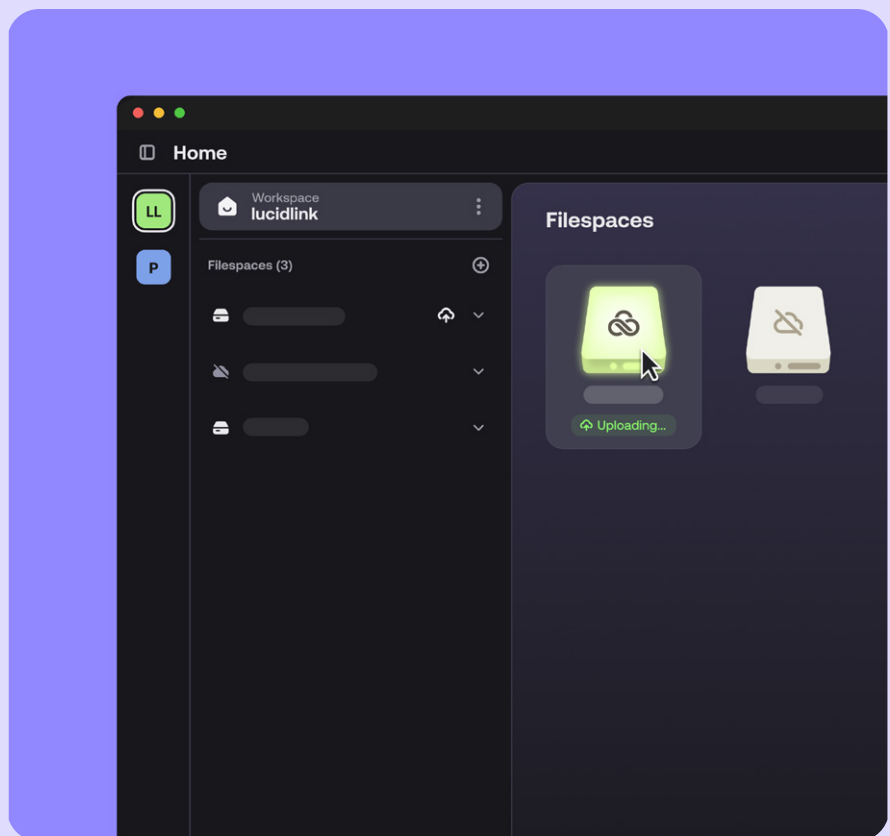 Home
LL
P
Workspace
lucidlink
Filespaces (3)
Filespaces
Uploading...